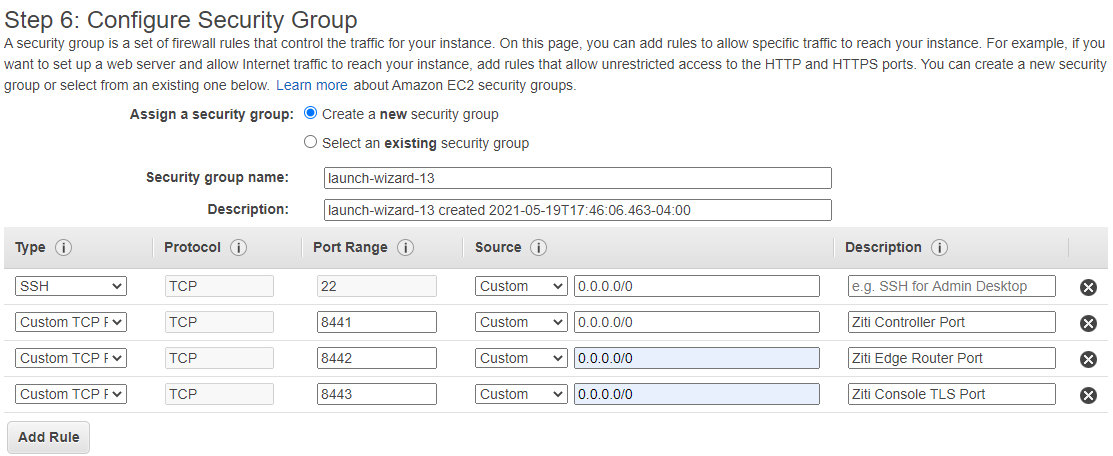 Step 6: Configure Security Group
A security group is a set of firewall rules that control the traffic for your instance. On this page, you can add rules to allow specific traffic to reach your instance. For example, if you
want to set up a web server and allow Internet traffic to reach your instance, add rules that allow unrestricted access to the HTTP and HTTPS ports. You can create a new security
group or select from an existing one below. Learn more about Amazon EC2 security groups.
Assign a security group: Create a new security group
Select an existing security group
Security group name: launch-wizard-13
Description: launch-wizard-13 created 2021-05-19T17:46:06.463-04:00
Type i Protocol i Port Range i Source i Description i
SSH TCP 22 Custom 0.0.0.0/0 e.g. SSH for Admin Desktop
Custom TCP F TCP 8441 Custom 0.0.0.0/0 Ziti Controller Port
Custom TCP F TCP 8442 Custom 0.0.0.0/0 Ziti Edge Router Port
Custom TCP F TCP 8443 Custom 0.0.0.0/0 Ziti Console TLS Port
Add Rule